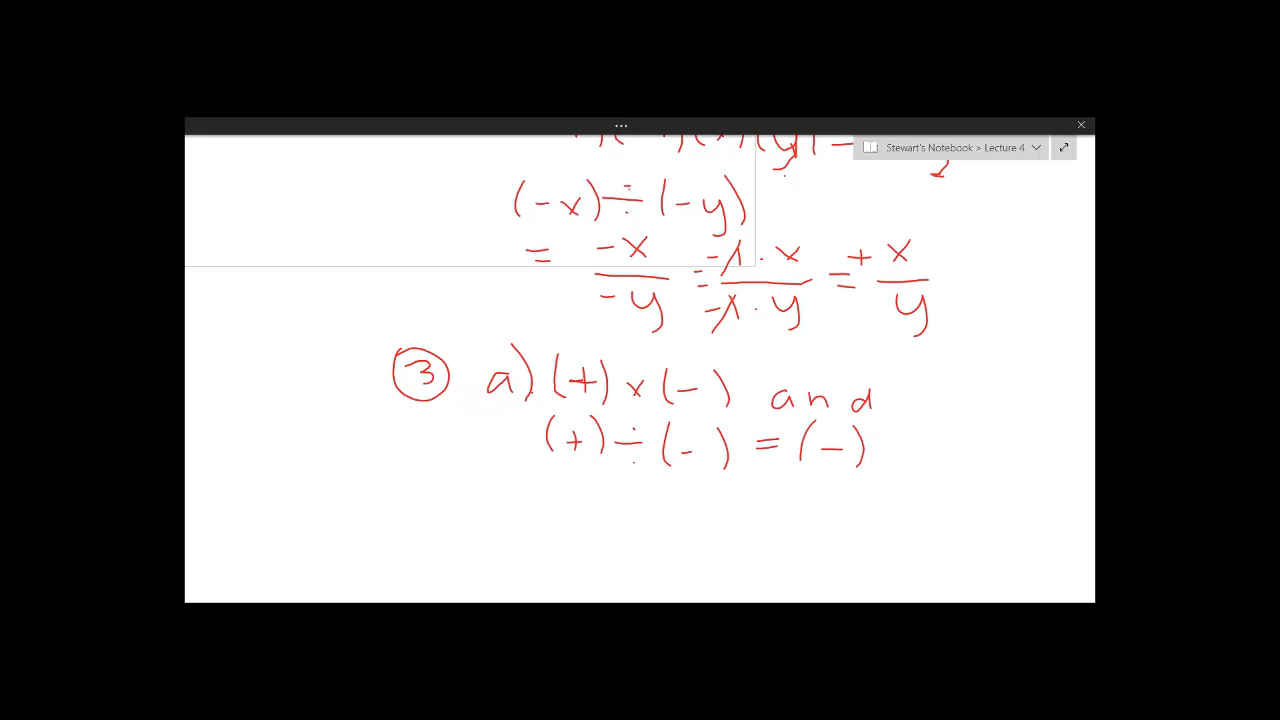 Stewart's Notebook > Lecture 4
(-x) ÷ (-y)
= -x/-y = -1·x/-1·y = + x/y
③ a) (+) x (-) and
(+) ÷ (-) = (-)